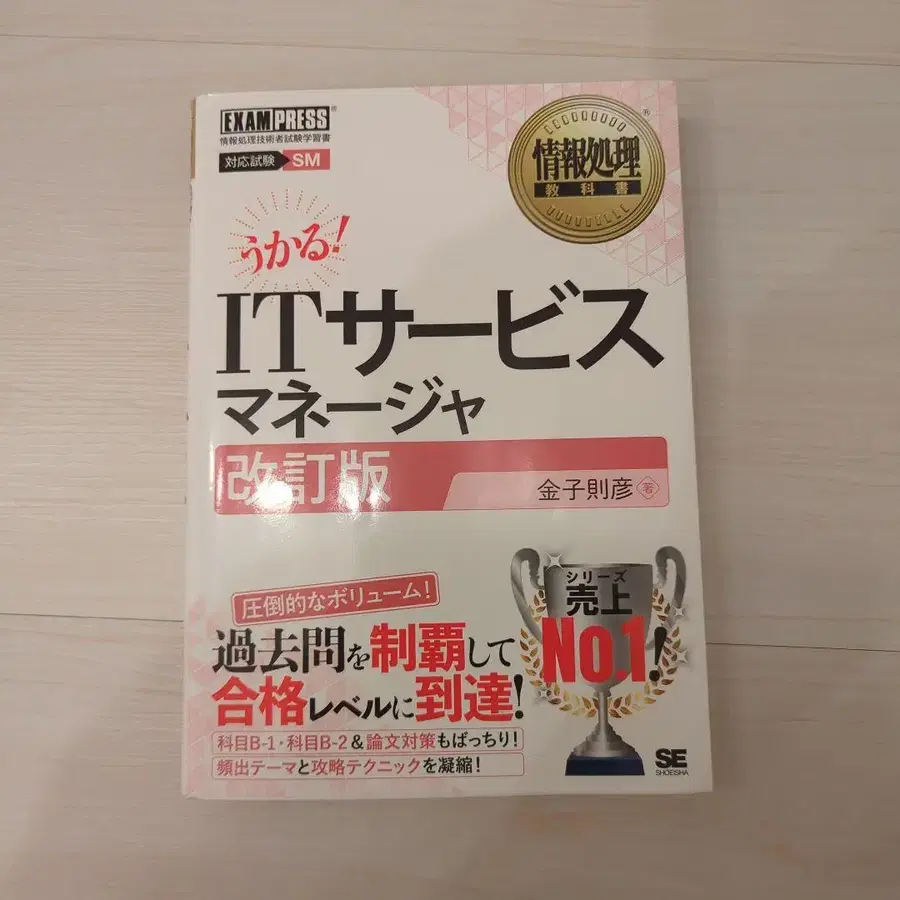 EXAMPRESS®
情報処理技術者試験学習書
対応試験 SM
情報処理®
教科書
うかる!
ITサービス
マネージャ
改訂版
金子則彦 著
圧倒的なボリューム!
過去問を制覇して
合格レベルに到達!
科目B-1・科目B-2&論文対策もばっちり!
頻出テーマと攻略テクニックを凝縮!
シリーズ
売上
No.1!
SE
SHOEISHA